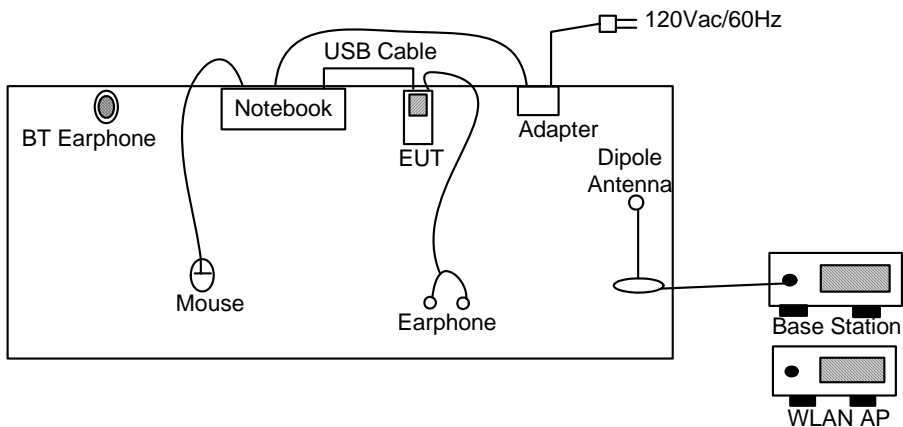 120Vac/60Hz
USB Cable
Notebook
BT Earphone
EUT
Adapter
Dipole
Antenna
Mouse
Earphone
Base Station
WLAN AP